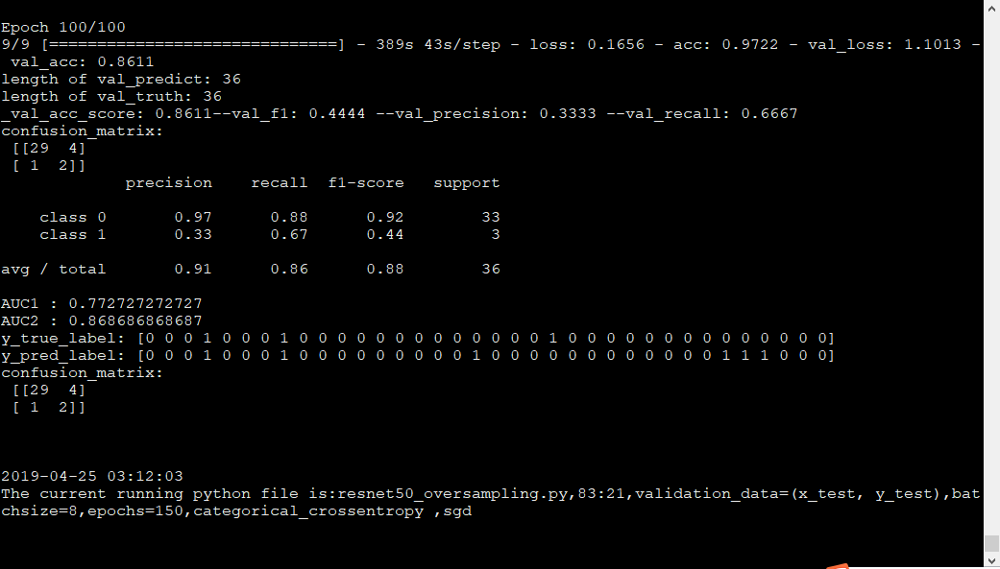 Epoch 100/100
9/9 [==============================] - 389s 43s/step - loss: 0.1656 - acc: 0.9722 - val_loss: 1.1013 -
 val_acc: 0.8611
length of val_predict: 36
length of val_truth: 36
_val_acc_score: 0.8611--val_f1: 0.4444 --val_precision: 0.3333 --val_recall: 0.6667
confusion_matrix:
 [[29  4]
 [ 1  2]]
             precision    recall  f1-score   support
    class 0       0.97      0.88      0.92        33
    class 1       0.33      0.67      0.44         3
avg / total       0.91      0.86      0.88        36
AUC1 : 0.772727272727
AUC2 : 0.868686868687
y_true_label: [0 0 0 1 0 0 0 1 0 0 0 0 0 0 0 0 0 0 0 0 0 1 0 0 0 0 0 0 0 0 0 0 0 0 0 0]
y_pred_label: [0 0 0 1 0 0 0 1 0 0 0 0 0 0 0 0 0 1 0 0 0 0 0 0 0 0 0 0 0 0 1 1 1 0 0 0]
confusion_matrix:
 [[29  4]
 [ 1  2]]
2019-04-25 03:12:03
The current running python file is:resnet50_oversampling.py,83:21,validation_data=(x_test, y_test),bat
chsize=8,epochs=150,categorical_crossentropy ,sgd